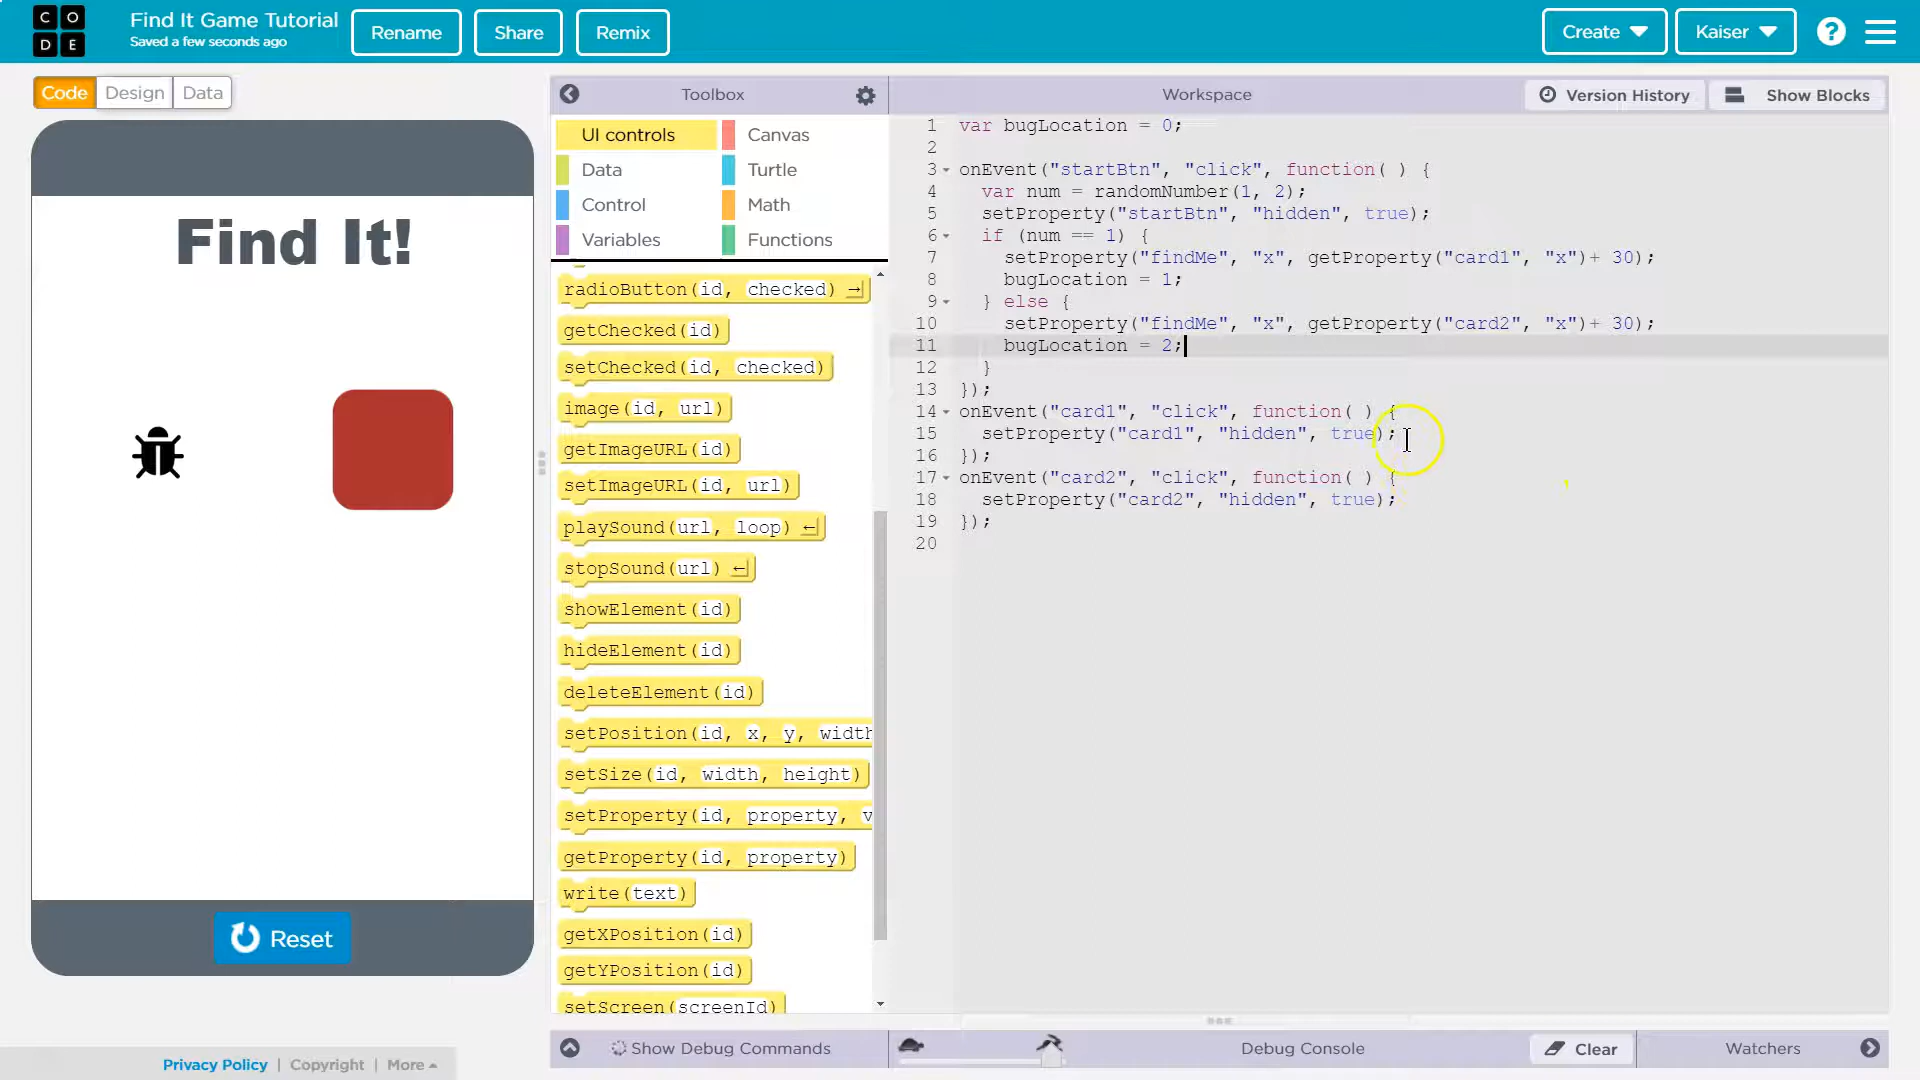 CO
DE
Find It Game Tutorial
Saved a few seconds ago
Rename
Share
Remix
Create
Kaiser
?
Code
Design
Data
Find It!
Reset
Privacy Policy | Copyright | More
Toolbox
UI controls
Canvas
Data
Turtle
Control
Math
Variables
Functions
radioButton(id, checked)
getChecked(id)
setChecked(id, checked)
image(id, url)
getImageURL(id)
setImageURL(id, url)
playSound(url, loop)
stopSound(url)
showElement(id)
hideElement(id)
deleteElement(id)
setPosition(id, x, y, width
setSize(id, width, height)
setProperty(id, property, v
getProperty(id, property)
write(text)
getXPosition(id)
getYPosition(id)
setScreen(screenId)
Workspace
Version History
Show Blocks
1 var bugLocation = 0;
2
3 onEvent("startBtn", "click", function( ) {
4 var num = randomNumber(1, 2);
5 setProperty("startBtn", "hidden", true);
6 if (num == 1) {
7 setProperty("findMe", "x", getProperty("card1", "x")+ 30);
8 bugLocation = 1;
9 } else {
10 setProperty("findMe", "x", getProperty("card2", "x")+ 30);
11 bugLocation = 2;
12 }
13 });
14 onEvent("card1", "click", function( ) {
15 setProperty("card1", "hidden", true);
16 });
17 onEvent("card2", "click", function( ) {
18 setProperty("card2", "hidden", true);
19 });
20
Show Debug Commands
Debug Console
Clear
Watchers